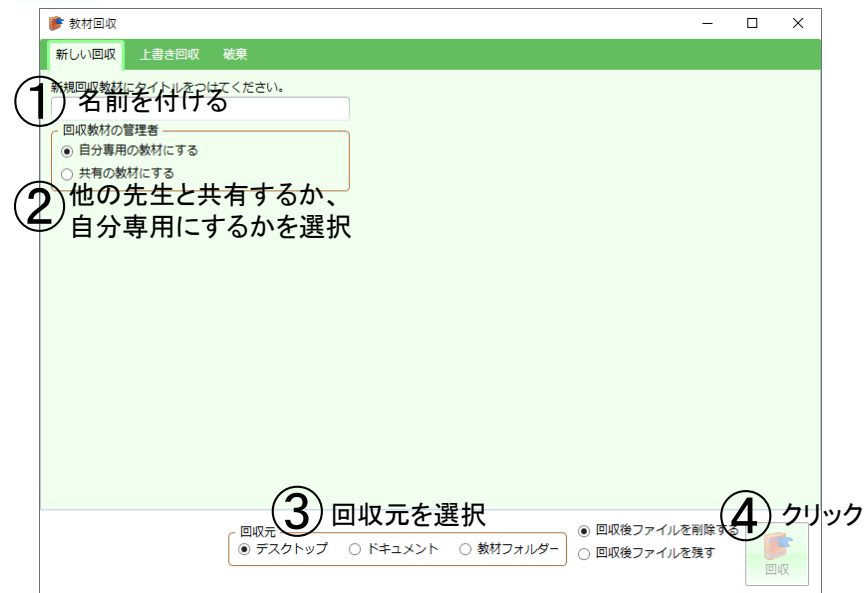 教材回収
新しい回収 上書き回収 破棄
新規回収教材にタイトルをつけてください。
① 名前を付ける
回収教材の管理者
自分専用の教材にする
共有の教材にする
② 他の先生と共有するか、
自分専用にするかを選択
③ 回収元を選択
④ クリック
回収元
デスクトップ ドキュメント 教材フォルダー
回収後ファイルを削除する
回収後ファイルを残す
回収